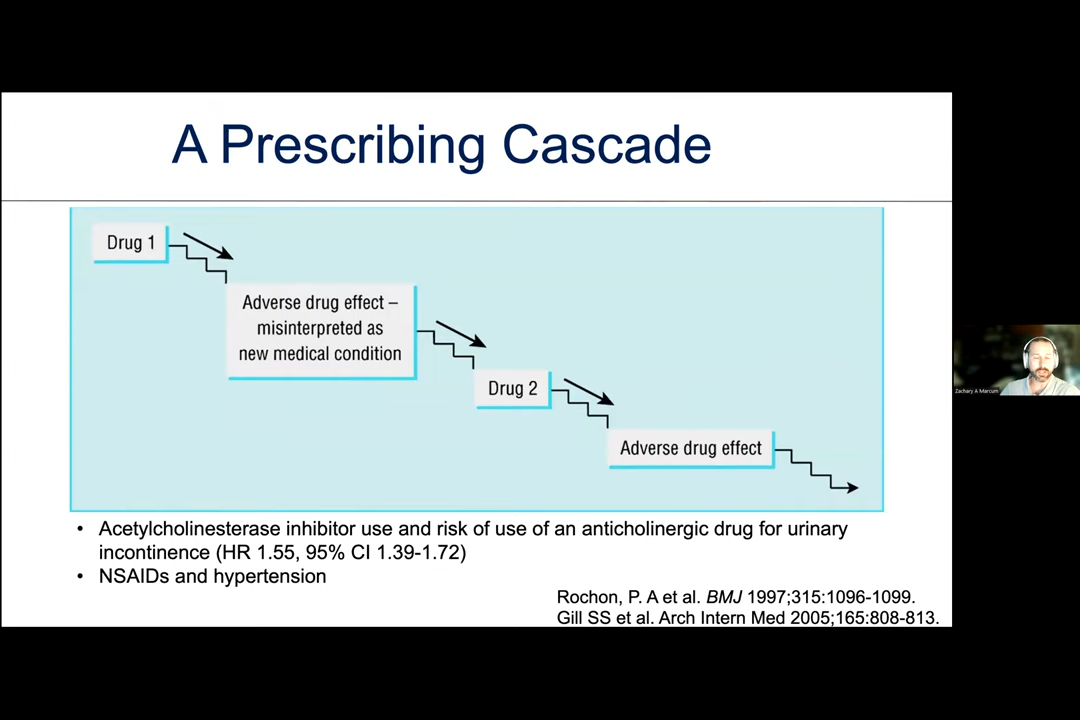 A Prescribing Cascade
Drug 1
Adverse drug effect –
misinterpreted as
new medical condition
Drug 2
Adverse drug effect
• Acetylcholinesterase inhibitor use and risk of use of an anticholinergic drug for urinary
incontinence (HR 1.55, 95% CI 1.39-1.72)
• NSAIDs and hypertension
Rochon, P. A et al. BMJ 1997;315:1096-1099.
Gill SS et al. Arch Intern Med 2005;165:808-813.
Zachary A Marcum